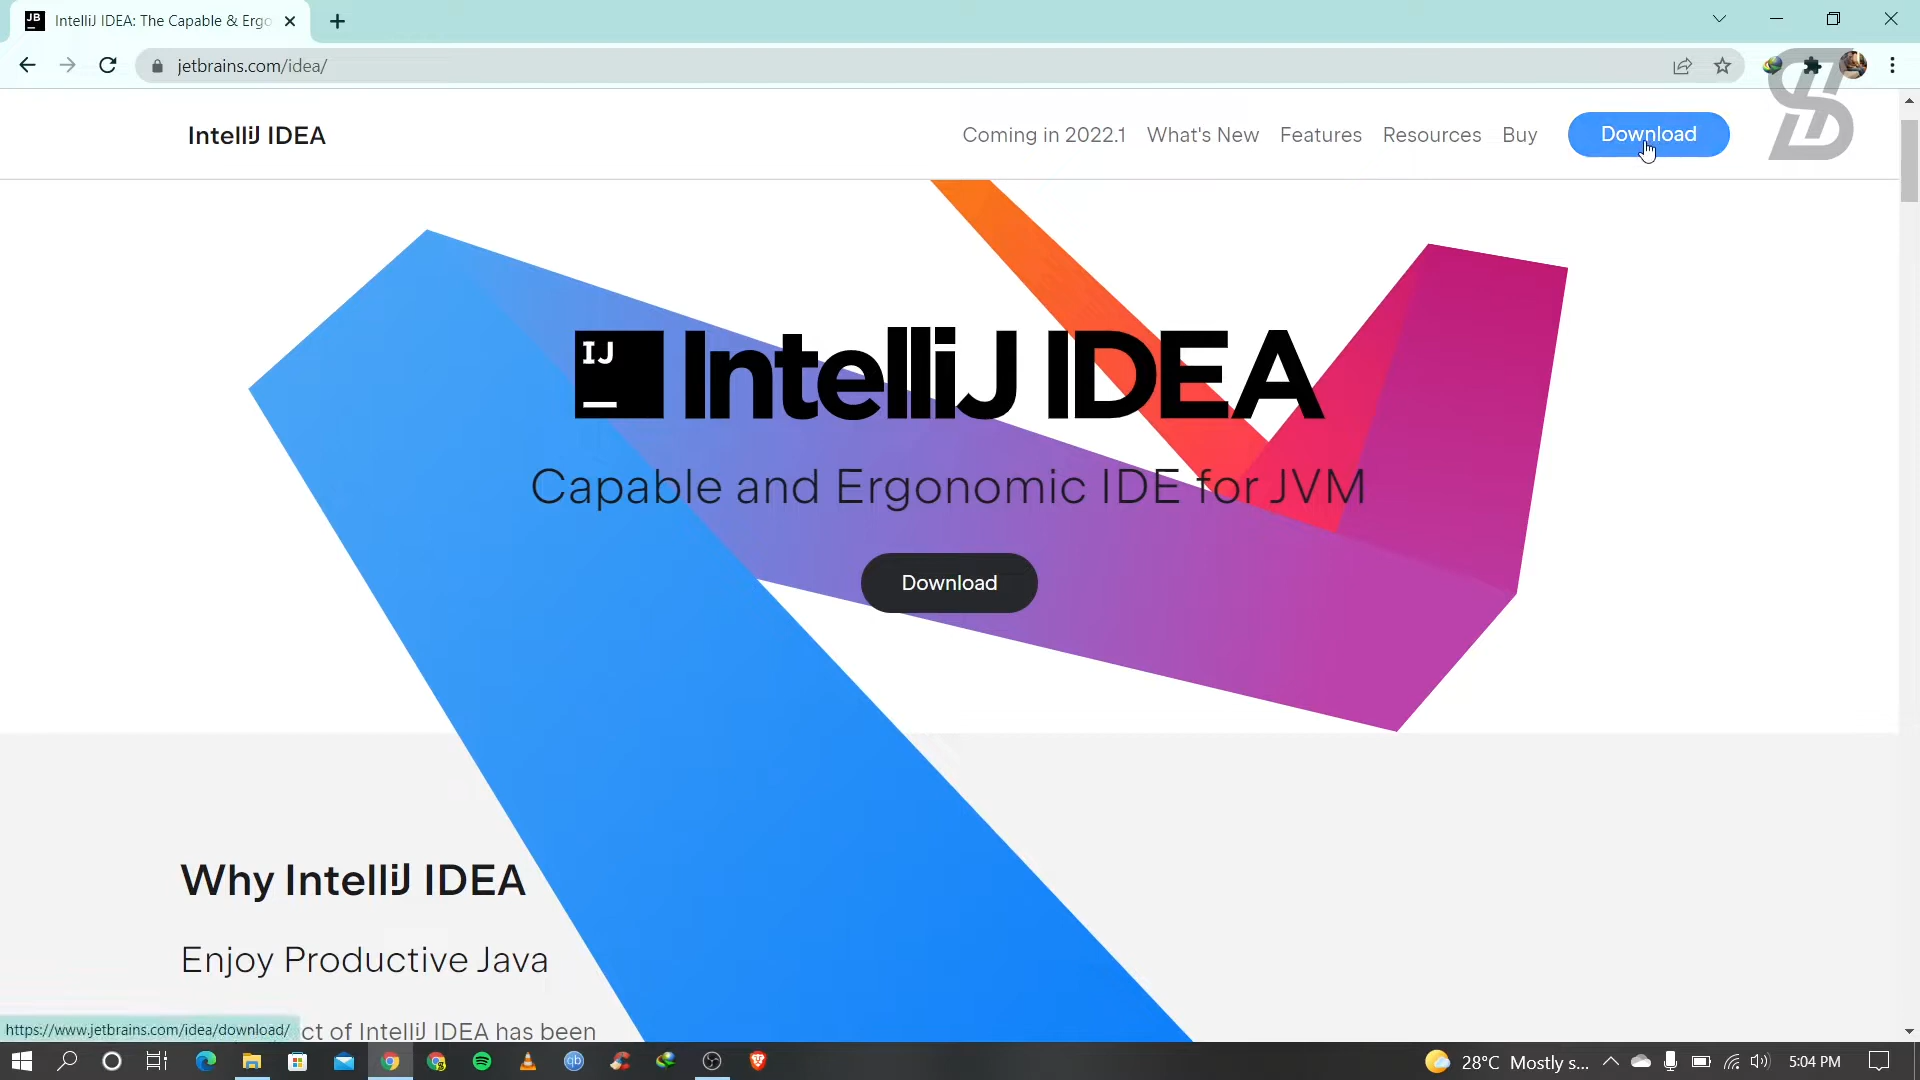 JB
IntelliJ IDEA: The Capable & Ergo
jetbrains.com/idea/
IntelliJ IDEA
Coming in 2022.1 What's New Features Resources Buy Download
IJ IntelliJ IDEA
Capable and Ergonomic IDE for JVM
Download
Why IntelliJ IDEA
Enjoy Productive Java
https://www.jetbrains.com/idea/download/ ct of IntelliJ IDEA has been
qb
28°C Mostly s... 5:04 PM